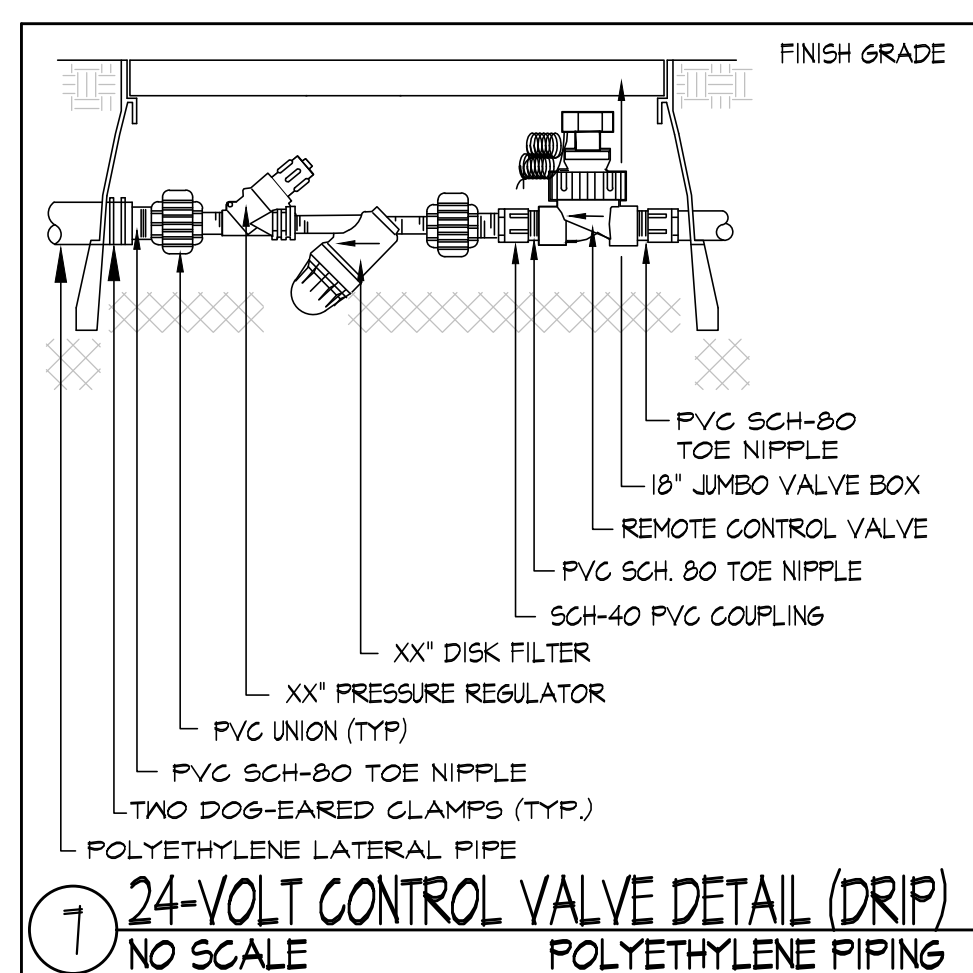 FINISH GRADE
PVC SCH-80
TOE NIPPLE
18" JUMBO VALVE BOX
REMOTE CONTROL VALVE
PVC SCH. 80 TOE NIPPLE
SCH-40 PVC COUPLING
XX" DISK FILTER
XX" PRESSURE REGULATOR
PVC UNION (TYP)
PVC SCH-80 TOE NIPPLE
TWO DOG-EARED CLAMPS (TYP.)
POLYETHYLENE LATERAL PIPE
7 24-VOLT CONTROL VALVE DETAIL (DRIP)
NO SCALE POLYETHYLENE PIPING